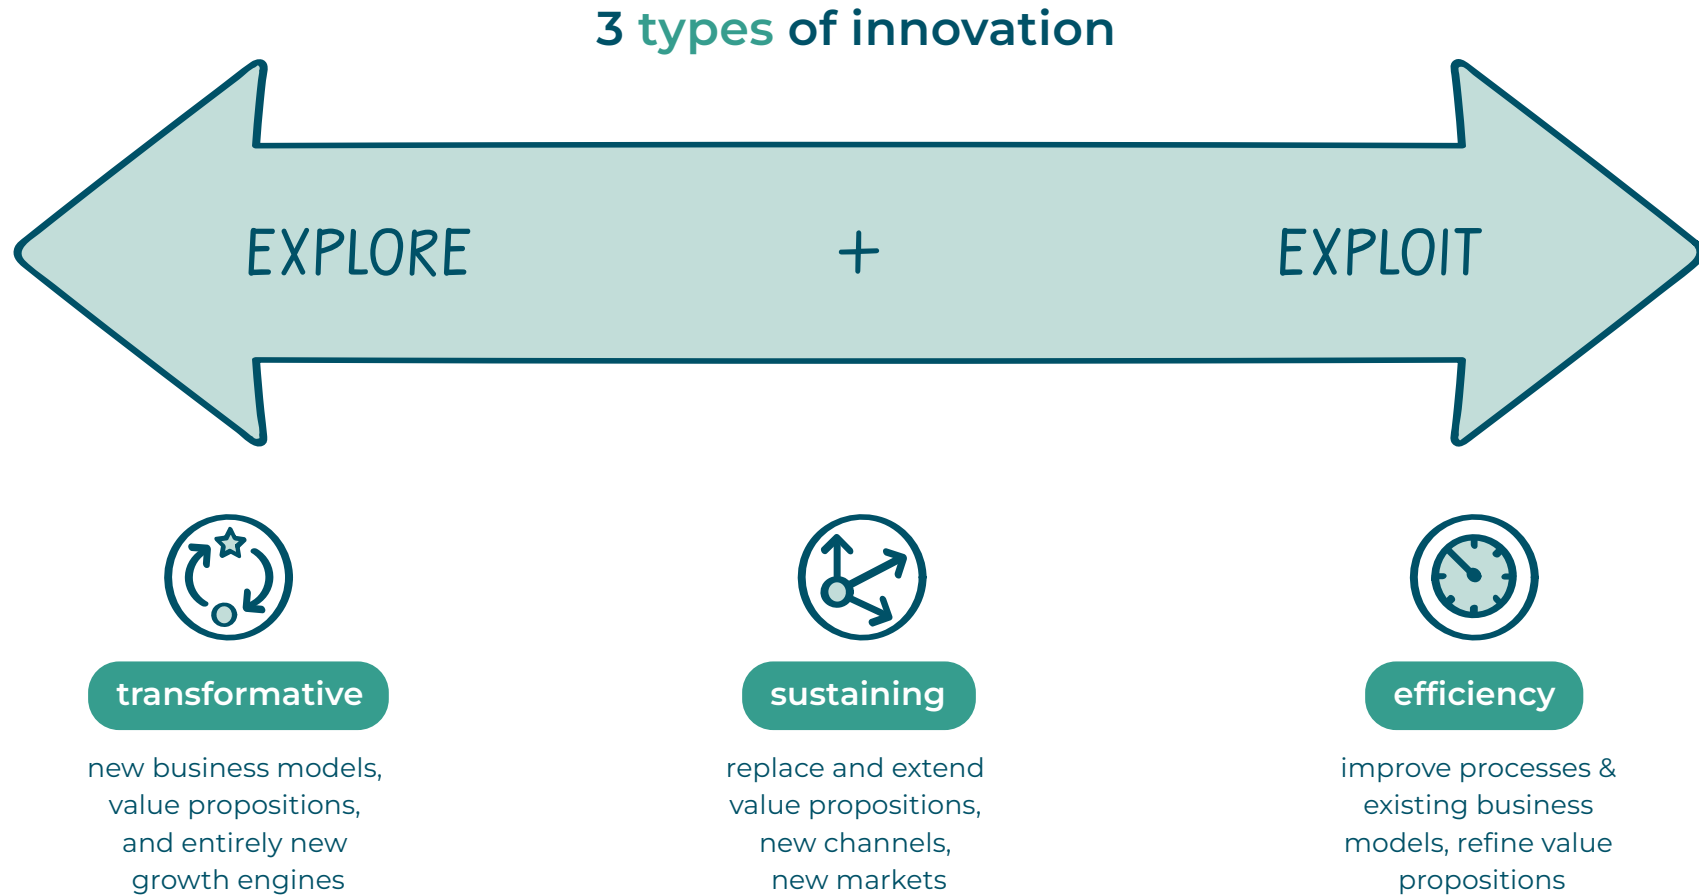 3 types of innovation
EXPLORE + EXPLOIT
transformative
new business models,
value propositions,
and entirely new
growth engines
sustaining
replace and extend
value propositions,
new channels,
new markets
efficiency
improve processes &
existing business
models, refine value
propositions